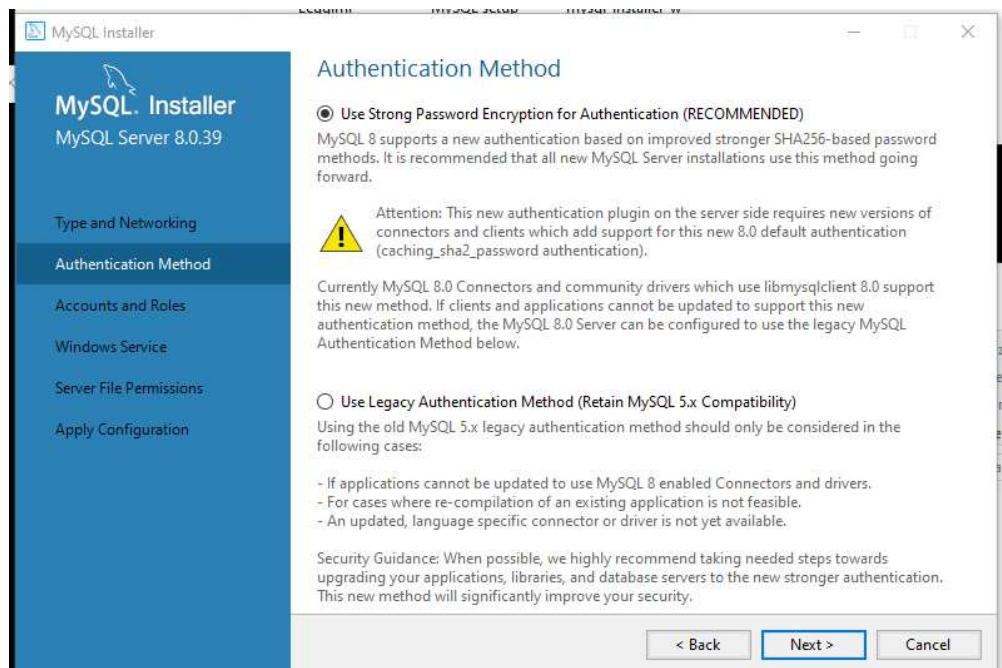 MySQL Installer
MySQL. Installer
MySQL Server 8.0.39
Type and Networking
Authentication Method
Accounts and Roles
Windows Service
Server File Permissions
Apply Configuration
Authentication Method
Use Strong Password Encryption for Authentication (RECOMMENDED)
MySQL 8 supports a new authentication based on improved stronger SHA256-based password
methods. It is recommended that all new MySQL Server installations use this method going
forward.
Attention: This new authentication plugin on the server side requires new versions of
connectors and clients which add support for this new 8.0 default authentication
(caching_sha2_password authentication).
Currently MySQL 8.0 Connectors and community drivers which use libmysqlclient 8.0 support
this new method. If clients and applications cannot be updated to support this new
authentication method, the MySQL 8.0 Server can be configured to use the legacy MySQL
Authentication Method below.
Use Legacy Authentication Method (Retain MySQL 5.x Compatibility)
Using the old MySQL 5.x legacy authentication method should only be considered in the
following cases:
- If applications cannot be updated to use MySQL 8 enabled Connectors and drivers.
- For cases where re-compilation of an existing application is not feasible.
- An updated, language specific connector or driver is not yet available.
Security Guidance: When possible, we highly recommend taking needed steps towards
upgrading your applications, libraries, and database servers to the new stronger authentication.
This new method will significantly improve your security.
< Back
Next >
Cancel